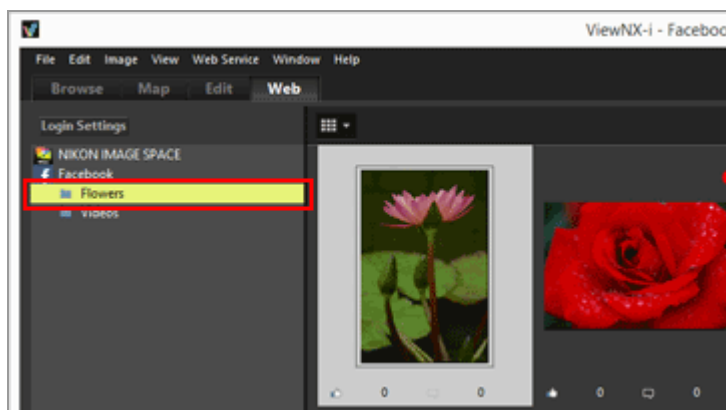 ViewNX-i - Faceboo
File Edit Image View Web Service Window Help
Browse Map Edit Web
Login Settings
NIKON IMAGE SPACE
Facebook
Flowers
Videos
0 0 0 0